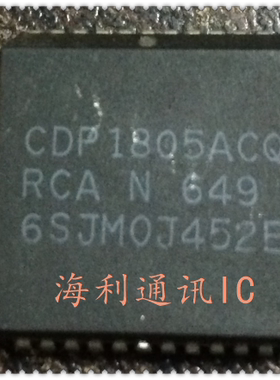 CDP1805ACQ
RCA N 649
6SJM0J452E
海利通讯IC